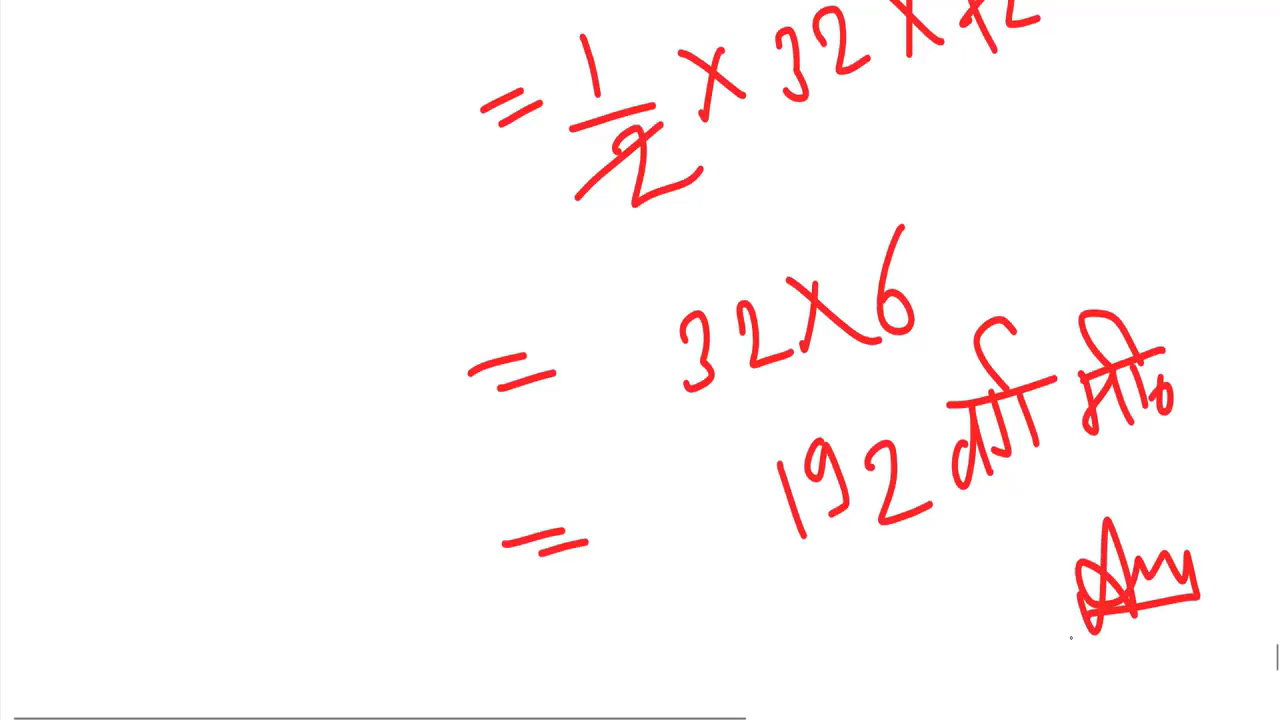 = 1/2 × 32 × 12
= 32 × 6
= 192 वर्ग मी०
Ans